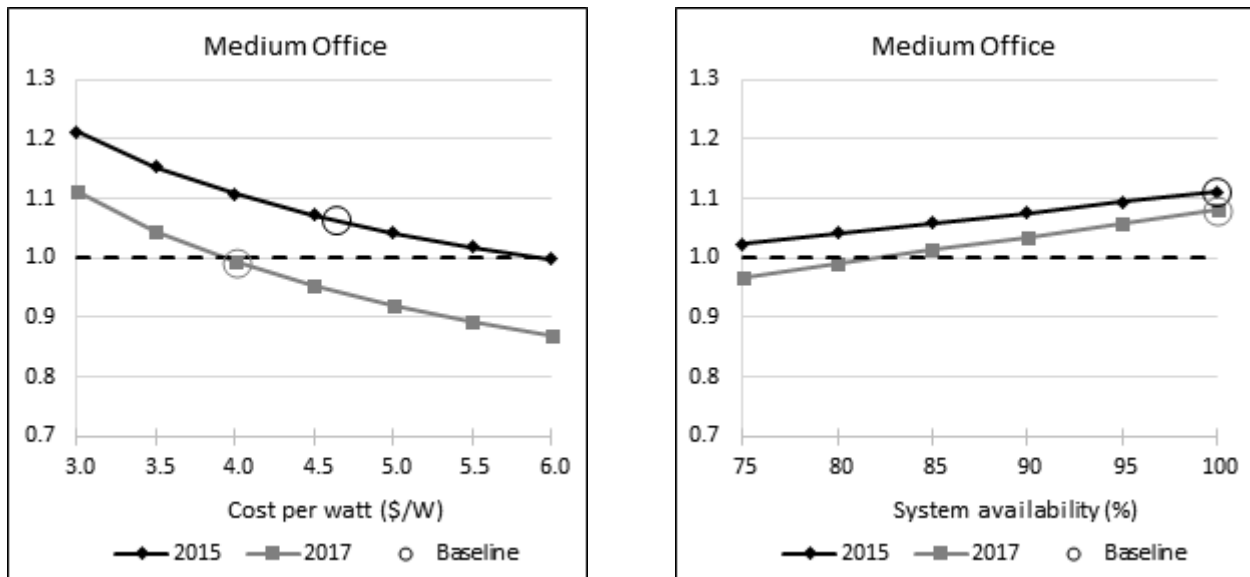 Medium Office
1.3
1.2
1.1
1.0
0.9
0.8
0.7
3.0 3.5 4.0 4.5 5.0 5.5 6.0
Cost per watt ($/W)
2015 2017 Baseline
Medium Office
1.3
1.2
1.1
1.0
0.9
0.8
0.7
75 80 85 90 95 100
System availability (%)
2015 2017 Baseline